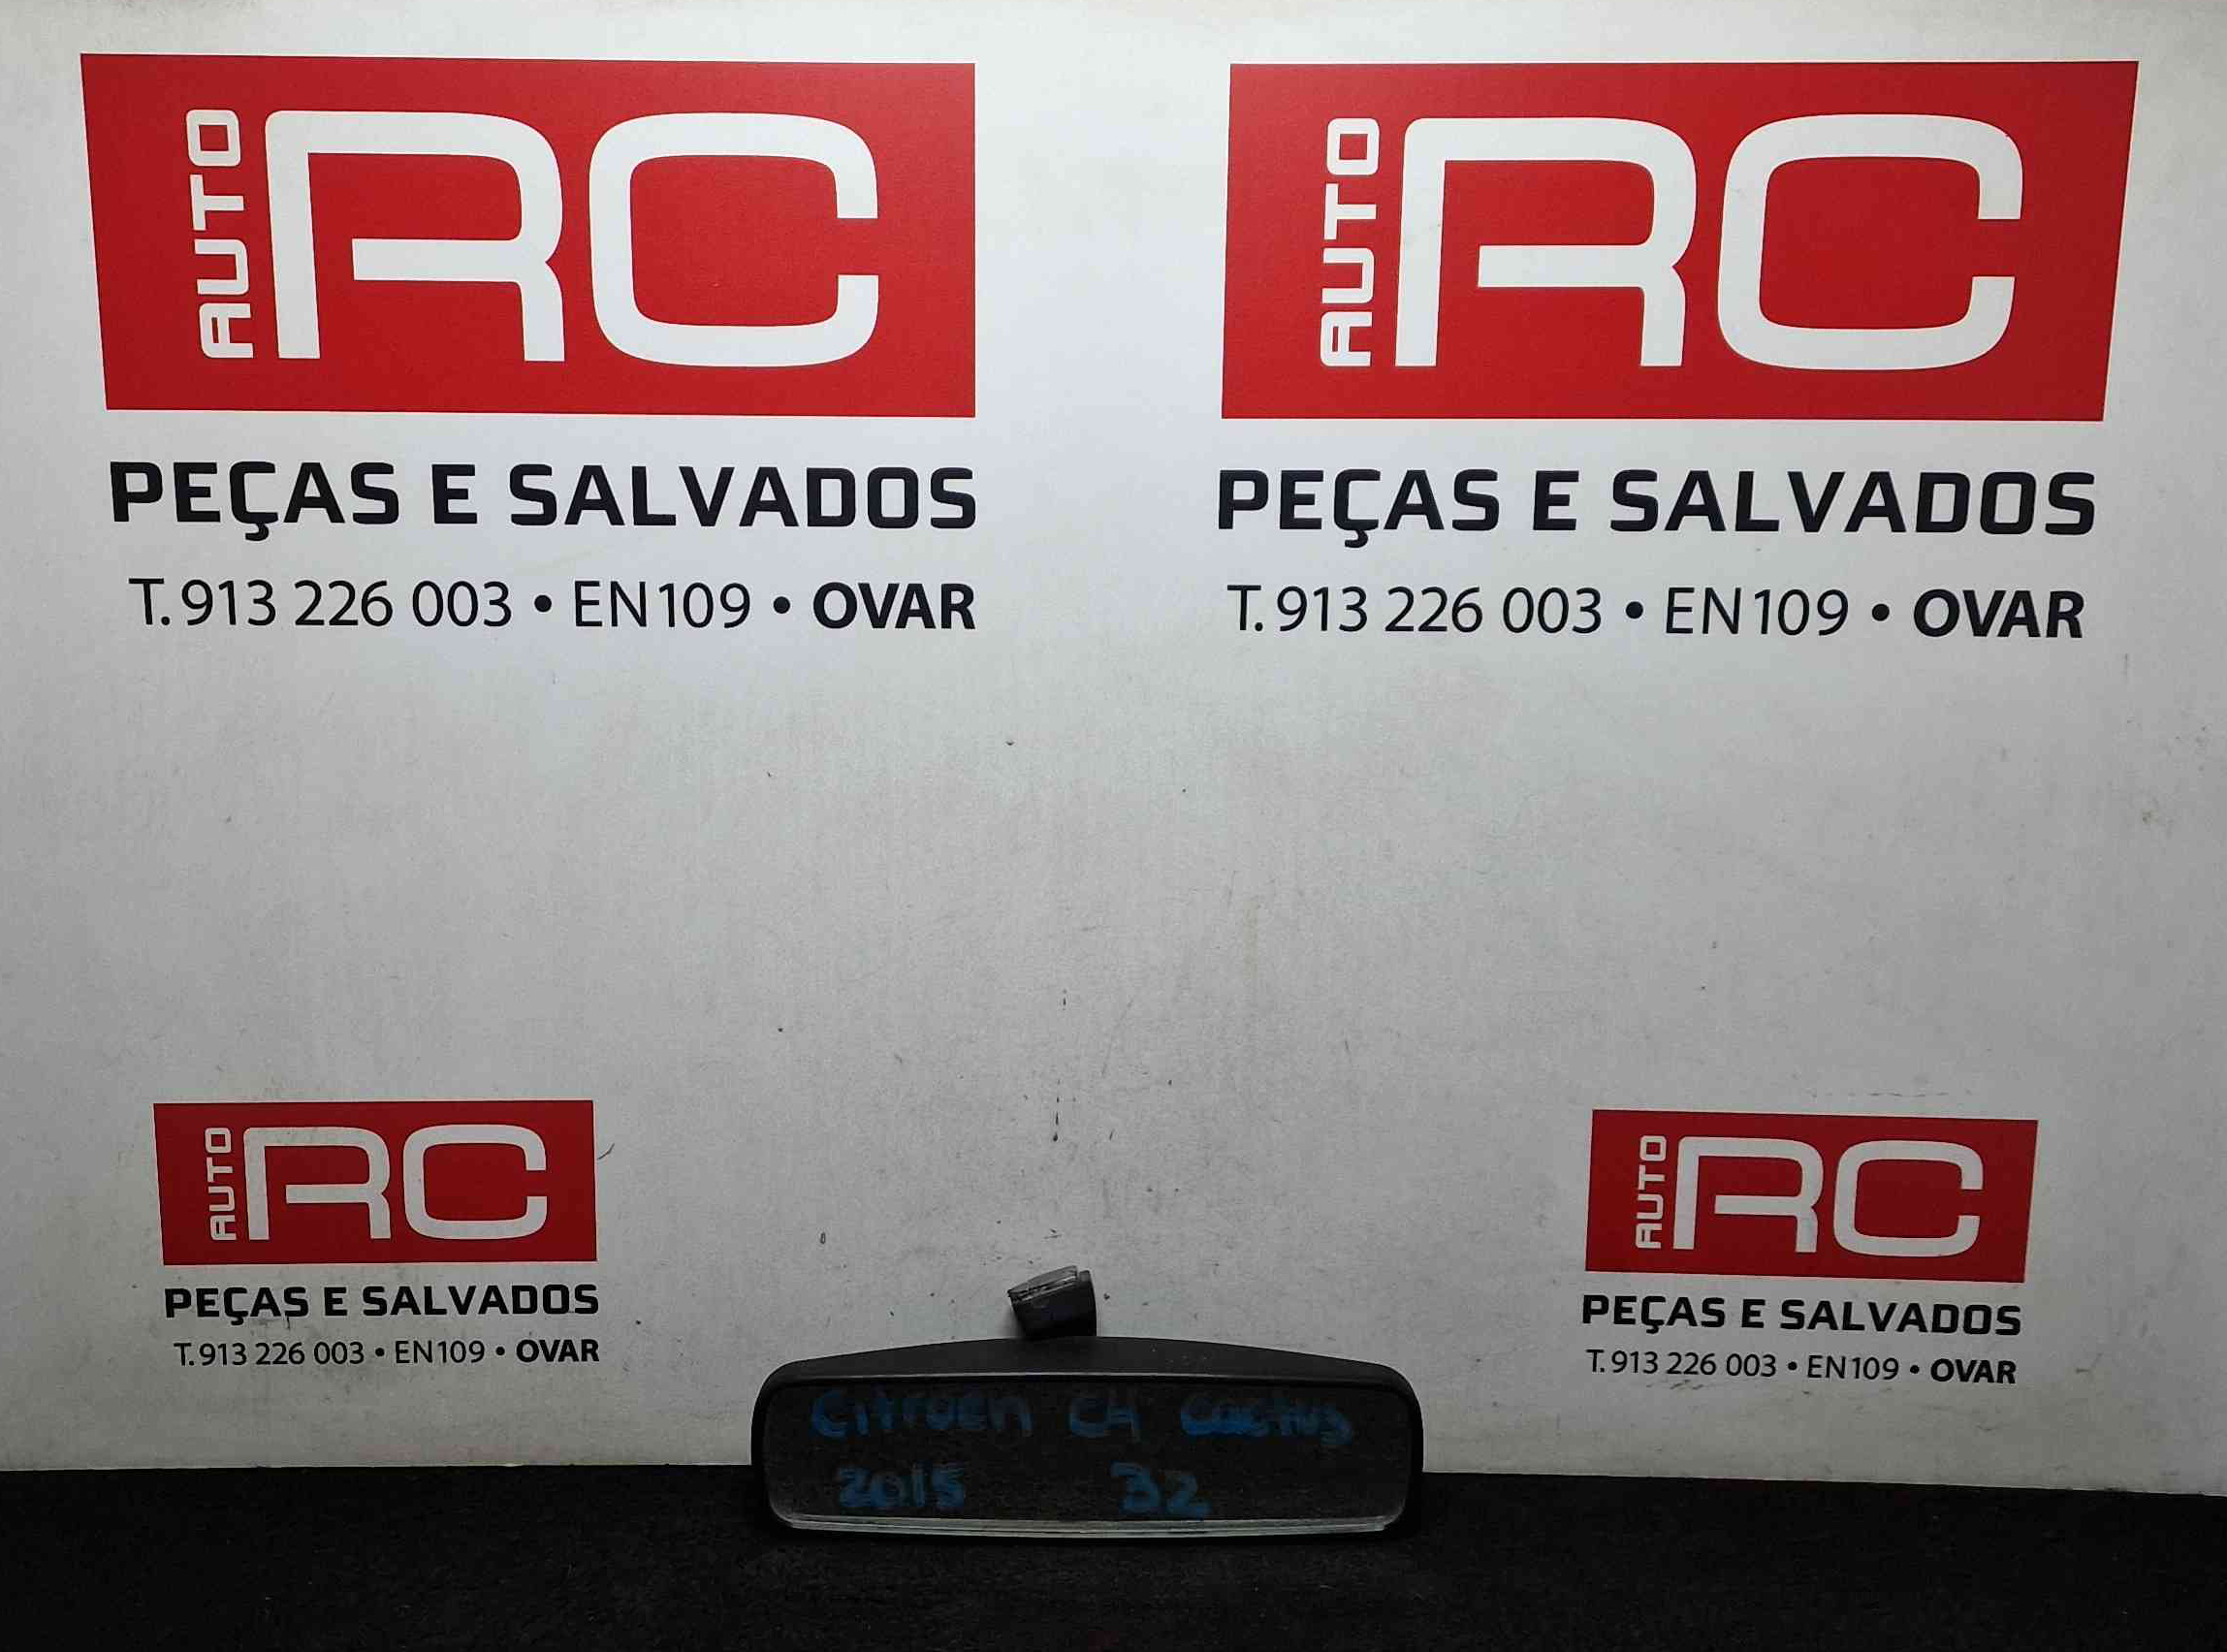 AUTO RC
PEÇAS E SALVADOS
T. 913 226 003 • EN109 • OVAR
AUTO RC
PEÇAS E SALVADOS
T. 913 226 003 • EN109 • OVAR
AUTO RC
PEÇAS E SALVADOS
T. 913 226 003 • EN109 • OVAR
AUTO RC
PEÇAS E SALVADOS
T. 913 226 003 • EN109 • OVAR
Citroen C4 Cactus
2015 32